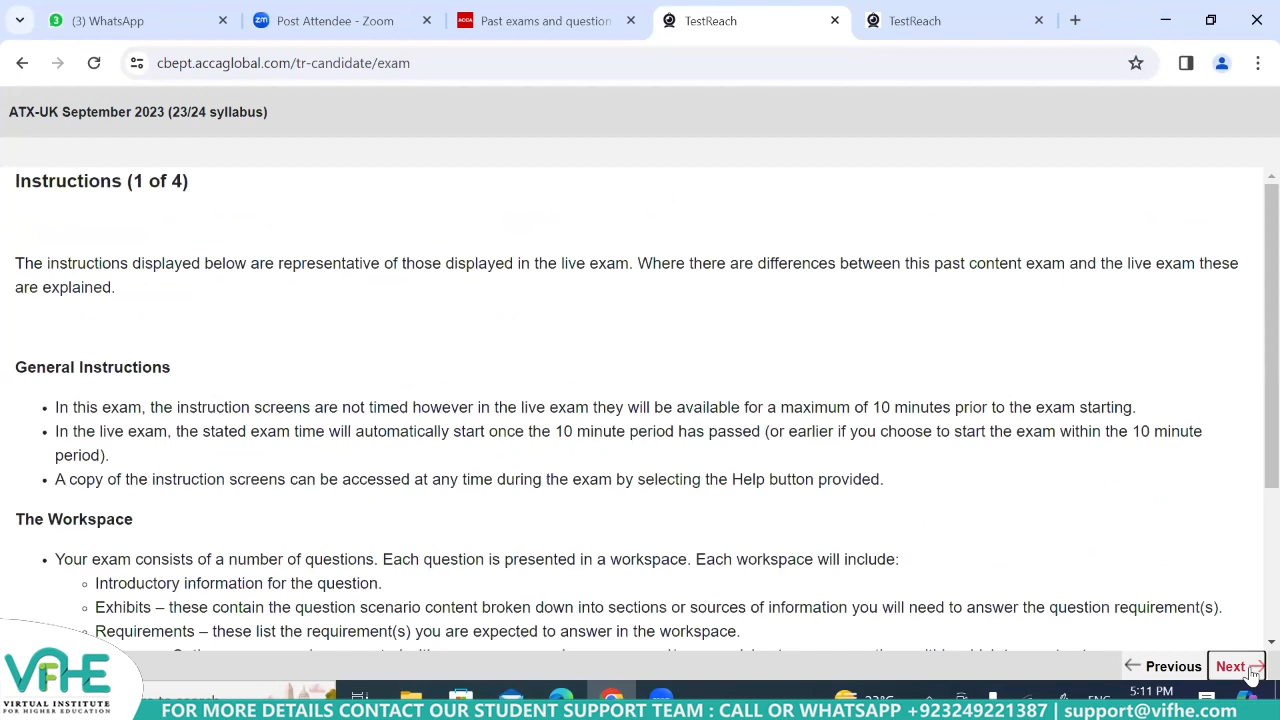 (3) WhatsApp
Post Attendee - Zoom
ACCA
Past exams and question
TestReach
TestReach
cbept.accaglobal.com/tr-candidate/exam
ATX-UK September 2023 (23/24 syllabus)
Instructions (1 of 4)
The instructions displayed below are representative of those displayed in the live exam. Where there are differences between this past content exam and the live exam these
are explained.
General Instructions
• In this exam, the instruction screens are not timed however in the live exam they will be available for a maximum of 10 minutes prior to the exam starting.
• In the live exam, the stated exam time will automatically start once the 10 minute period has passed (or earlier if you choose to start the exam within the 10 minute
period).
• A copy of the instruction screens can be accessed at any time during the exam by selecting the Help button provided.
The Workspace
• Your exam consists of a number of questions. Each question is presented in a workspace. Each workspace will include:
◦ Introductory information for the question.
◦ Exhibits – these contain the question scenario content broken down into sections or sources of information you will need to answer the question requirement(s).
◦ Requirements – these list the requirement(s) you are expected to answer in the workspace.
Previous
Next
5:11 PM
VFHE
VIRTUAL INSTITUTE
FOR HIGHER EDUCATION
FOR MORE DETAILS CONTACT OUR STUDENT SUPPORT TEAM : CALL OR WHATSAPP +923249221387 | support@vifhe.com